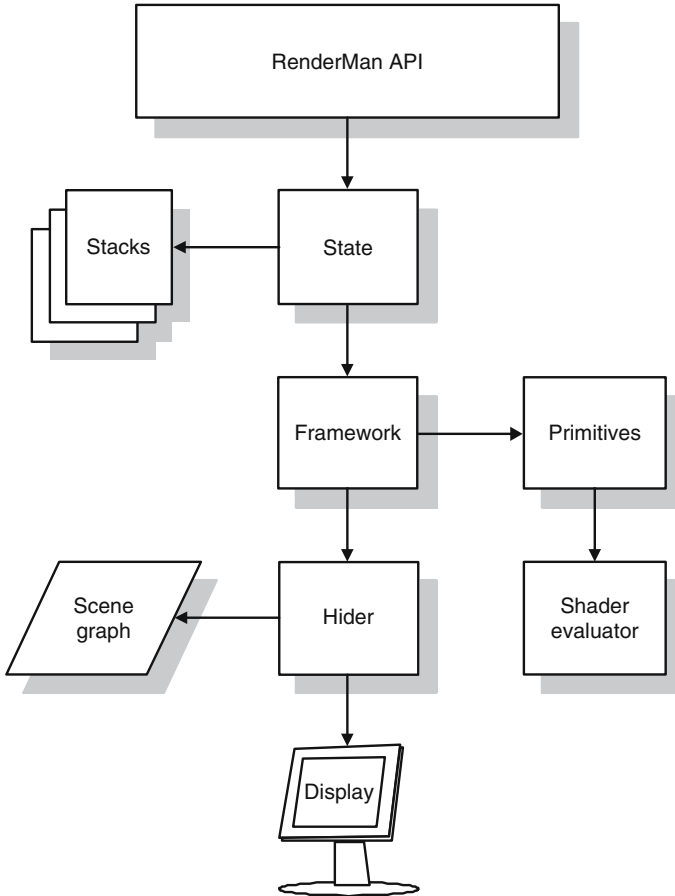 RenderMan API
Stacks
State
Framework
Primitives
Scene
graph
Hider
Shader
evaluator
Display